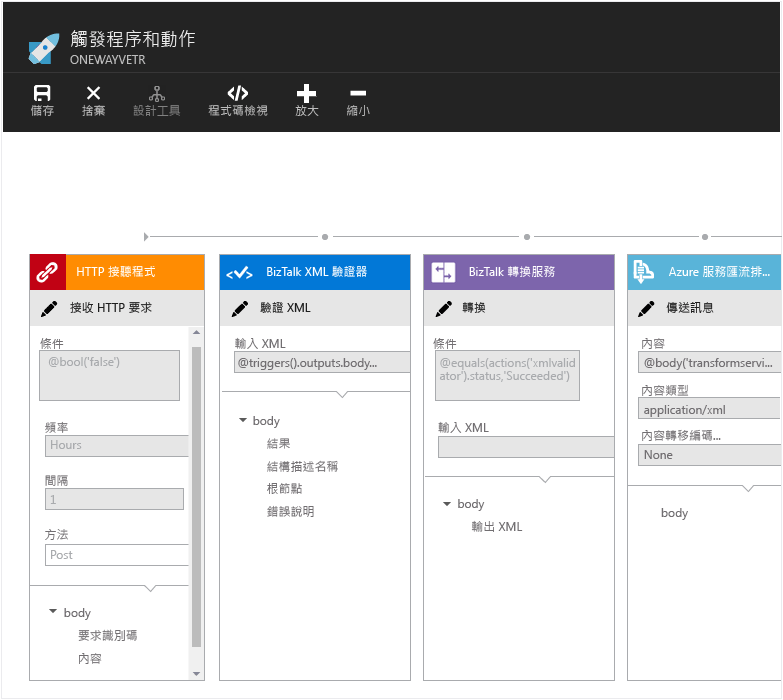 觸發程序和動作
ONEWAYVETR
儲存
捨棄
設計工具
程式碼檢視
放大
縮小
HTTP 接聽程式
接收 HTTP 要求
條件
@bool('false')
頻率
Hours
間隔
1
方法
Post
body
要求識別碼
內容
BizTalk XML 驗證器
驗證 XML
輸入 XML
@triggers().outputs.body...
body
結果
結構描述名稱
根節點
錯誤說明
BizTalk 轉換服務
轉換
條件
@equals(actions('xmlvalid
ator').status,'Succeeded')
輸入 XML
body
輸出 XML
Azure 服務匯流排...
傳送訊息
內容
@body('transformservi...
內容類型
application/xml
內容轉移編碼...
None
body